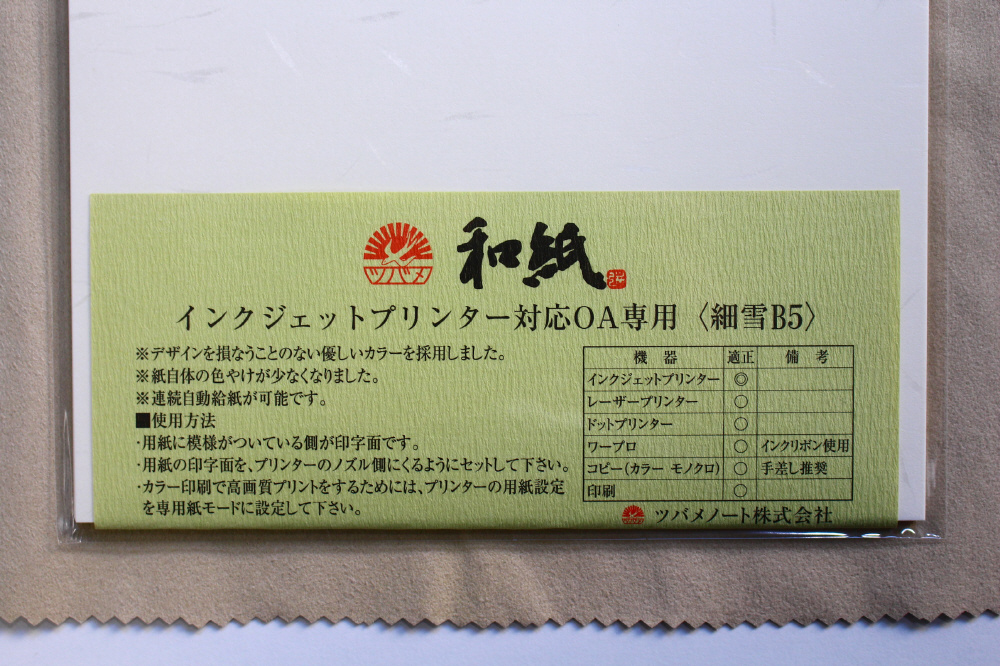 ツバメ
和紙
インクジェットプリンター対応OA専用〈細雪B5〉
※デザインを損なうことのない優しいカラーを採用しました。
※紙自体の色やけが少なくなりました。
※連続自動給紙が可能です。
■使用方法
・用紙に模様がついている側が印字面です。
・用紙の印字面を、プリンターのノズル側にくるようにセットして下さい。
・カラー印刷で高画質プリントをするためには、プリンターの用紙設定
を専用紙モードに設定して下さい。
機器 適正 備考
インクジェットプリンター ◎
レーザープリンター ○
ドットプリンター ○
ワープロ ○ インクリボン使用
コピー（カラー モノクロ） ○ 手差し推奨
印刷 ○
ツバメノート株式会社